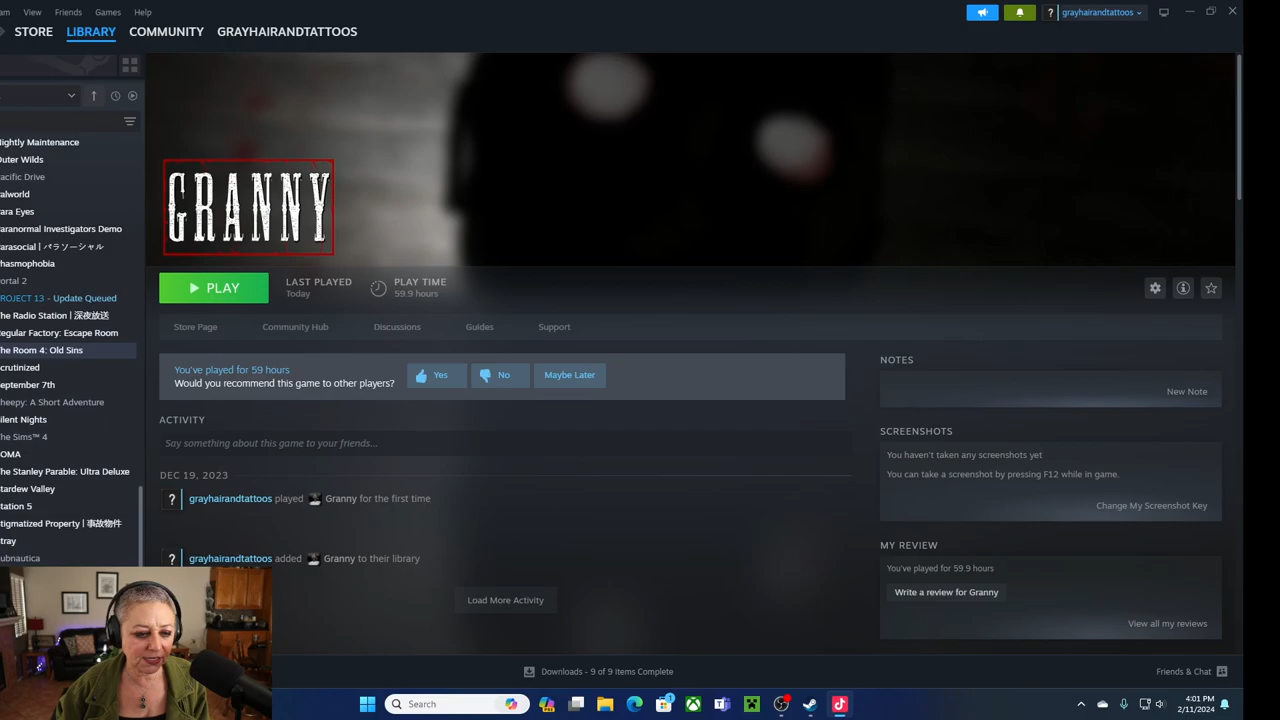 am View Friends Games Help
grayhairandtattoos
STORE LIBRARY COMMUNITY GRAYHAIRANDTATTOOS
GRANNY
PLAY
LAST PLAYED
Today
PLAY TIME
59.9 hours
Store Page Community Hub Discussions Guides Support
You've played for 59 hours
Would you recommend this game to other players?
Yes No Maybe Later
ACTIVITY
Say something about this game to your friends...
DEC 19, 2023
grayhairandtattoos played Granny for the first time
grayhairandtattoos added Granny to their library
Load More Activity
NOTES
New Note
SCREENSHOTS
You haven't taken any screenshots yet
You can take a screenshot by pressing F12 while in game.
Change My Screenshot Key
MY REVIEW
You've played for 59.9 hours
Write a review for Granny
View all my reviews
lightly Maintenance
outer Wilds
acific Drive
alworld
ara Eyes
aranormal Investigators Demo
arasocial | パラソーシャル
hasmophobia
ortal 2
ROJECT 13 - Update Queued
he Radio Station | 深夜放送
egular Factory: Escape Room
he Room 4: Old Sins
crutinized
eptember 7th
heepy: A Short Adventure
ilent Nights
he Sims™ 4
OMA
he Stanley Parable: Ultra Deluxe
tardew Valley
tation 5
tigmatized Property | 事故物件
tray
ubnautica
Downloads - 9 of 9 Items Complete
Friends & Chat
Search
4:01 PM
2/11/2024